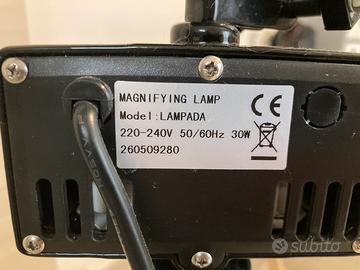 MAGNIFYING LAMP
Model:LAMPADA
220-240V 50/60Hz 30W
260509280
CE
subito